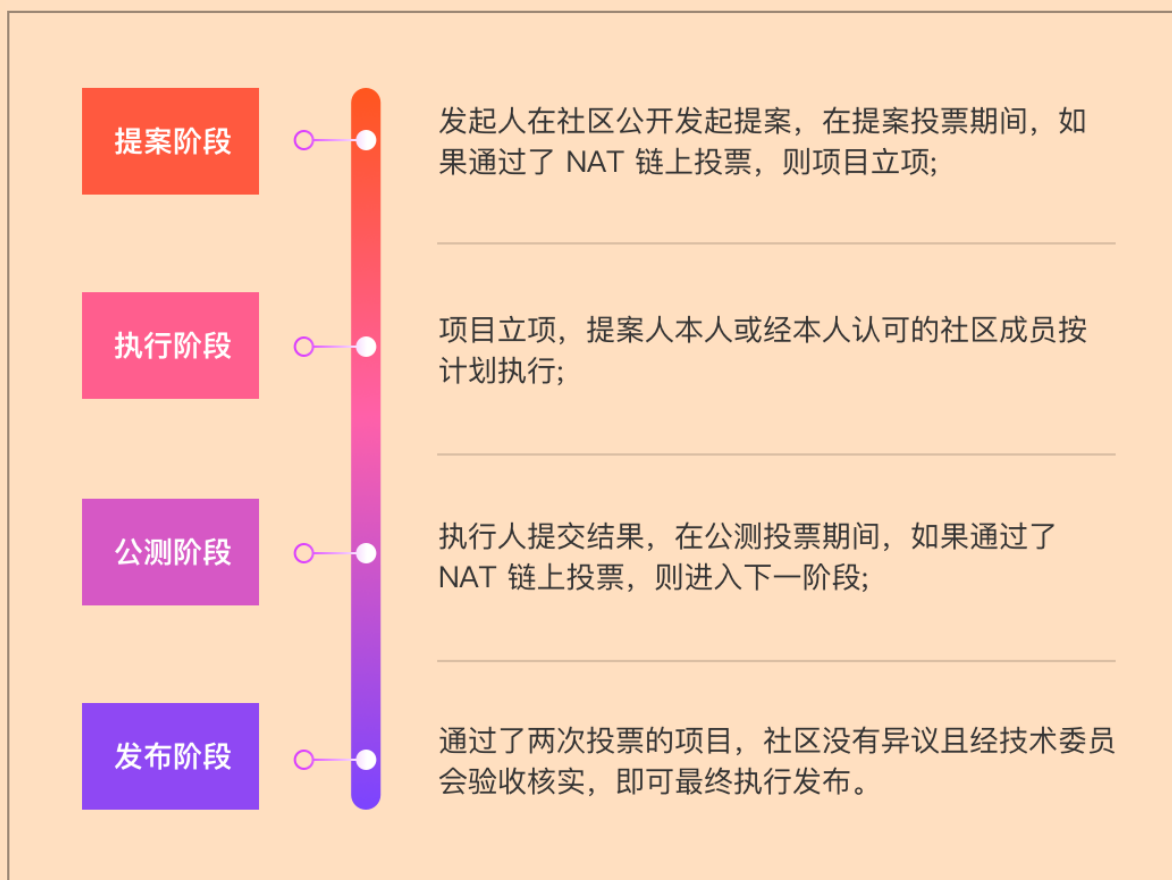 提案阶段
发起人在社区公开发起提案，在提案投票期间，如
果通过了 NAT 链上投票，则项目立项;
执行阶段
项目立项，提案人本人或经本人认可的社区成员按
计划执行;
公测阶段
执行人提交结果，在公测投票期间，如果通过了
NAT 链上投票，则进入下一阶段;
发布阶段
通过了两次投票的项目，社区没有异议且经技术委员
会验收核实，即可最终执行发布。